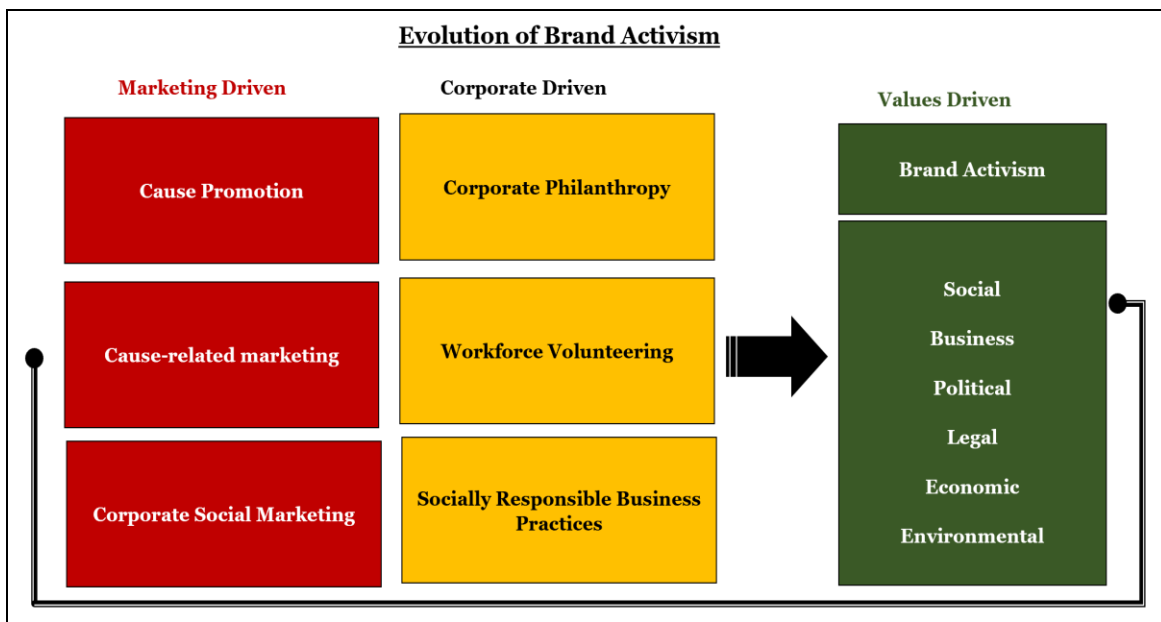 Evolution of Brand Activism
Marketing Driven
Cause Promotion
Cause-related marketing
Corporate Social Marketing
Corporate Driven
Corporate Philanthropy
Workforce Volunteering
Socially Responsible Business
Practices
Values Driven
Brand Activism
Social
Business
Political
Legal
Economic
Environmental